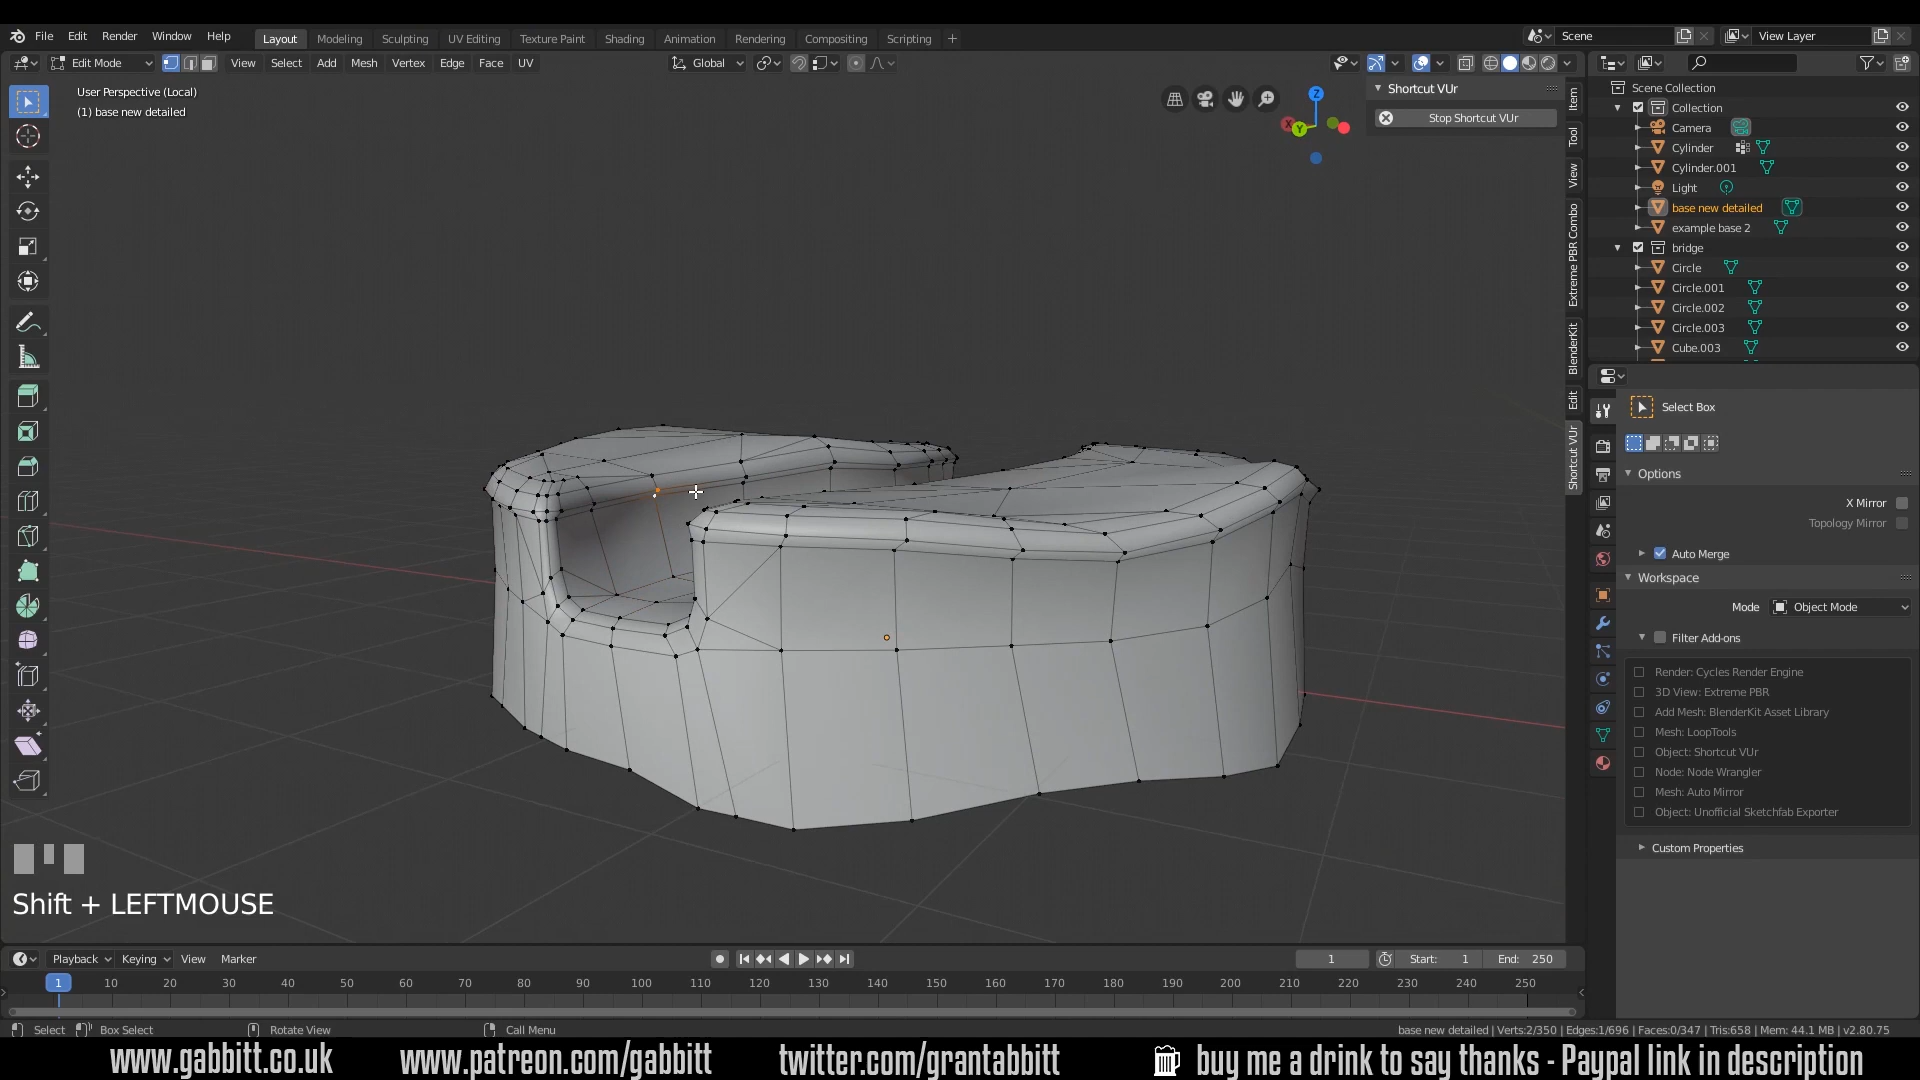 File Edit Render Window Help Layout Modeling Sculpting UV Editing Texture Paint Shading Animation Rendering Compositing Scripting + Scene View Layer
Edit Mode View Select Add Mesh Vertex Edge Face UV Global
User Perspective (Local)
(1) base new detailed
Z
X
Y
Shortcut VUr
Stop Shortcut VUr
Item
Tool
View
Extreme PBR Combo
BlenderKit
Edit
Shortcut VUr
Scene Collection
Collection
Camera
Cylinder
Cylinder.001
Light
base new detailed
example base 2
bridge
Circle
Circle.001
Circle.002
Circle.003
Cube.003
Select Box
Options
X Mirror
Topology Mirror
Auto Merge
Workspace
Mode Object Mode
Filter Add-ons
Render: Cycles Render Engine
3D View: Extreme PBR
Add Mesh: BlenderKit Asset Library
Mesh: LoopTools
Object: Shortcut VUr
Node: Node Wrangler
Mesh: Auto Mirror
Object: Unofficial Sketchfab Exporter
Custom Properties
Shift + LEFTMOUSE
Playback Keying View Marker 1 Start: 1 End: 250
1 10 20 30 40 50 60 70 80 90 100 110 120 130 140 150 160 170 180 190 200 210 220 230 240 250
Select Box Select Rotate View Call Menu base new detailed | Verts:2/350 | Edges:1/696 | Faces:0/347 | Tris:658 | Mem: 44.1 MB | v2.80.75
www.gabbitt.co.uk www.patreon.com/gabbitt twitter.com/grantabbitt buy me a drink to say thanks - Paypal link in description